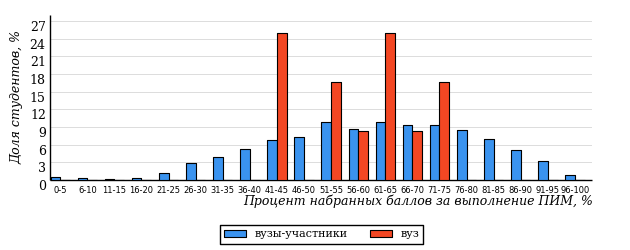 Доля студентов, %
27
24
21
18
15
12
9
6
3
0
0-5 6-10 11-15 16-20 21-25 26-30 31-35 36-40 41-45 46-50 51-55 56-60 61-65 66-70 71-75 76-80 81-85 86-90 91-95 96-100
Процент набранных баллов за выполнение ПИМ, %
вузы-участники вуз